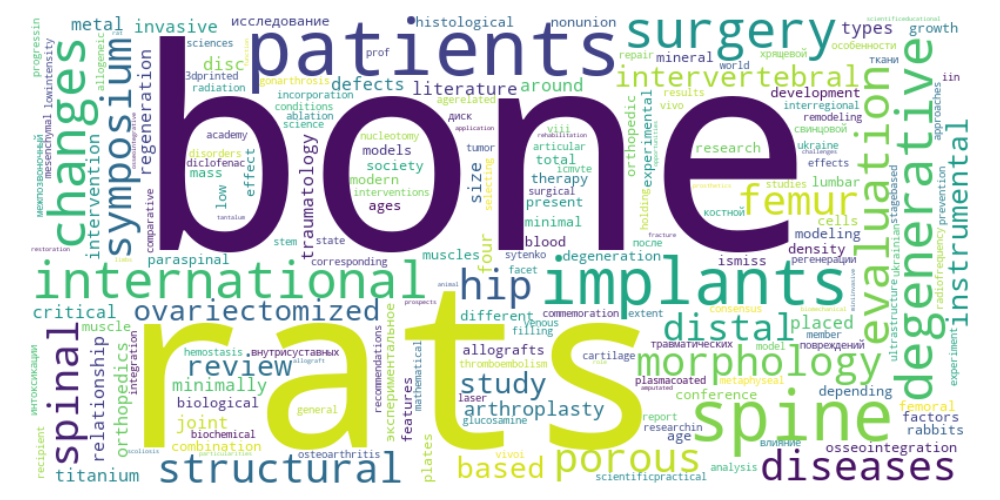 bone
rats
patients
surgery
implants
spine
international
changes
degenerative
evaluation
femur
hip
porous
structural
diseases
morphology
distal
spinal
symposium
intervertebral
instrumental
ovariectomized
review
study
based
arthroplasty
titanium
critical
minimally
biological
joint
combination
relationship
orthopedics
muscle
metal
invasive
исследование
histological
nonunion
types
growth
disc
defects
literature
around
mineral
regeneration
intervention
radiation
3dprinted
sciences
gonarthrosis
prof
incorporation
conditions
ablation
agerelated
диск
repair
world
хрящевой
особенности
ткани
iin
results
vivo
development
interregional
remodeling
approaches
orthopedic
experimental
research
свинцовой
ukraine
effects
studies
lumbar
academy
diclofenac
science
disorders
mass
low
effect
traumatology
nucleotomy
models
society
modern
interventions
ages
application
viii
articular
tumor
total
icmvte
therapy
size
selecting
rehabilitation
surgical
present
minimal
four
holding
костной
cells
modeling
stagebased
ukrainian
prevention
challenges
mesenchymal
lowintensity
allogeneic
межпозвоночный
progressin
comparative
restoration
paraspinal
stem
state
corresponding
tantalum
muscles
blood
sytenko
degeneration
facet
после
density
ismiss
регенерации
radiofrequency
ultrastructure
animal
prospects
different
filling
venous
commemoration
extent
consensus
member
placed
biomechanical
allografts
травматических
повреждений
cartilage
model
thromboembolism
plasmacoated
metaphyseal
depending
amputated
hemostasis
внутрисуставных
экспериментальное
recommendations
features
mathematical
laser
glucosamine
report
conference
researchin
age
влияние
femoral
factors
rabbits
osseointegration
experiment
интоксикации
integration
allograft
general
biochemical
recipient
scoliosis
particularities
osteoarthritis
plates
vivoi
scientificpractical
analysis
fracture
scientificeducational